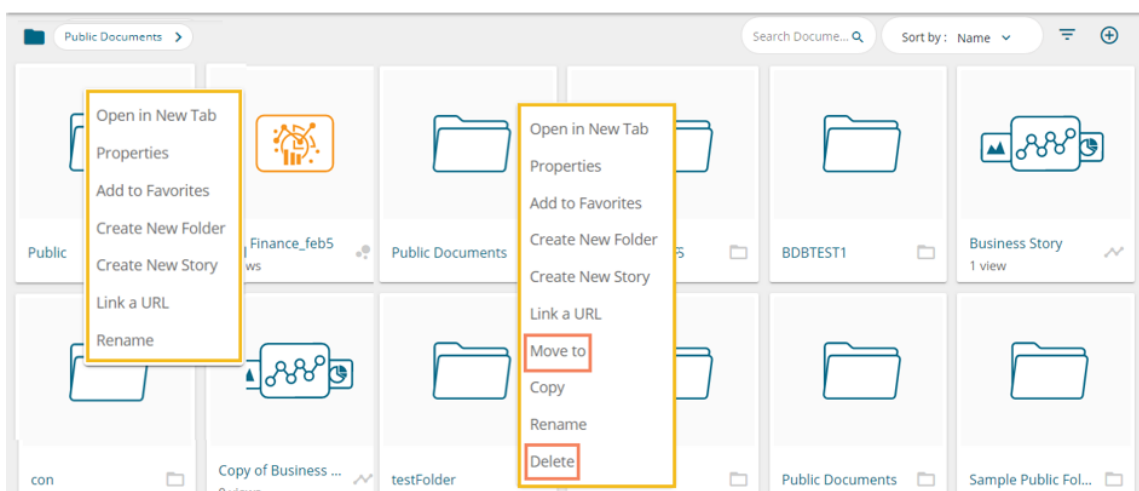 Public Documents
Search Docume...
Sort by : Name
Open in New Tab
Properties
Add to Favorites
Create New Folder
Create New Story
Link a URL
Rename
Open in New Tab
Properties
Add to Favorites
Create New Folder
Create New Story
Link a URL
Move to
Copy
Rename
Delete
Public
Finance_feb5
Public Documents
BDBTEST1
Business Story
1 view
con
Copy of Business ...
testFolder
Public Documents
Sample Public Fol...